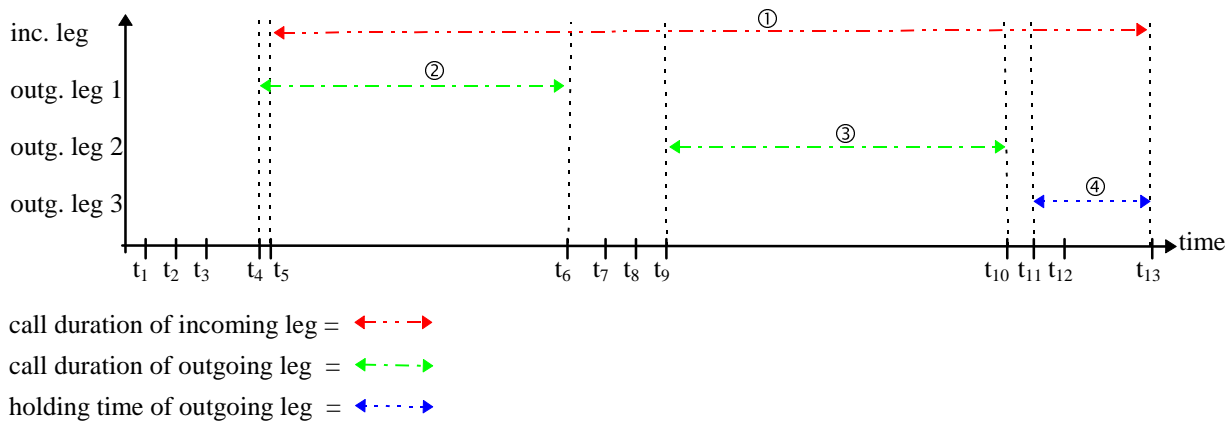 inc. leg
①
outg. leg 1
②
outg. leg 2
③
outg. leg 3
④
time
t1 t2 t3 t4 t5 t6 t7 t8 t9 t10 t11 t12 t13
call duration of incoming leg =
call duration of outgoing leg =
holding time of outgoing leg =